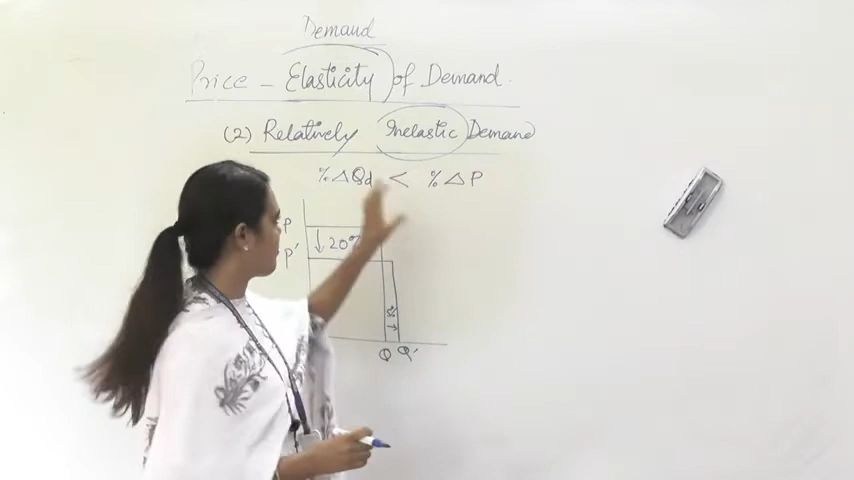 Demand
Price - Elasticity of Demand.
(2) Relatively Inelastic Demand
%ΔQd < %ΔP
P
↓20%
P'
Q Q'